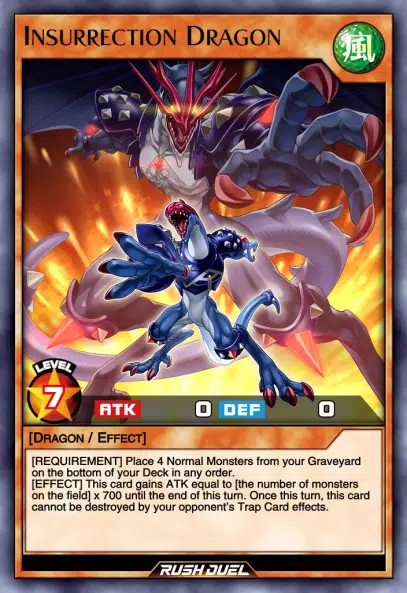 INSURRECTION DRAGON
風
LEVEL
7
ATK 0 DEF 0
[DRAGON / EFFECT]
[REQUIREMENT] Place 4 Normal Monsters from your Graveyard
on the bottom of your Deck in any order.
[EFFECT] This card gains ATK equal to [the number of monsters
on the field] x 700 until the end of this turn. Once this turn, this card
cannot be destroyed by your opponent's Trap Card effects.
RUSH DUEL